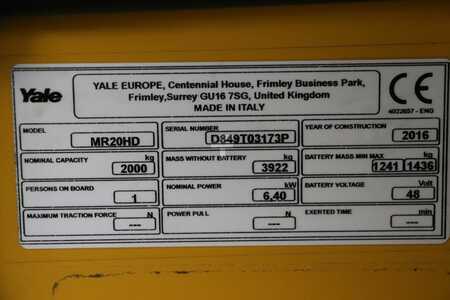 Yale
YALE EUROPE, Centennial House, Frimley Business Park,
Frimley,Surrey GU16 7SG, United Kingdom
MADE IN ITALY
CE
4022657 - ENG
MODEL MR20HD
SERIAL NUMBER D849T03173P
YEAR OF CONSTRUCTION 2016
NOMINAL CAPACITY kg 2000
MASS WITHOUT BATTERY kg 3922
BATTERY MASS MIN MAX kg 1241 1436
PERSONS ON BOARD 1
NOMINAL POWER kW 6,40
BATTERY VOLTAGE Volt 48
MAXIMUM TRACTION FORCE N ---
POWER PULL N ---
EXERTED TIME min ---